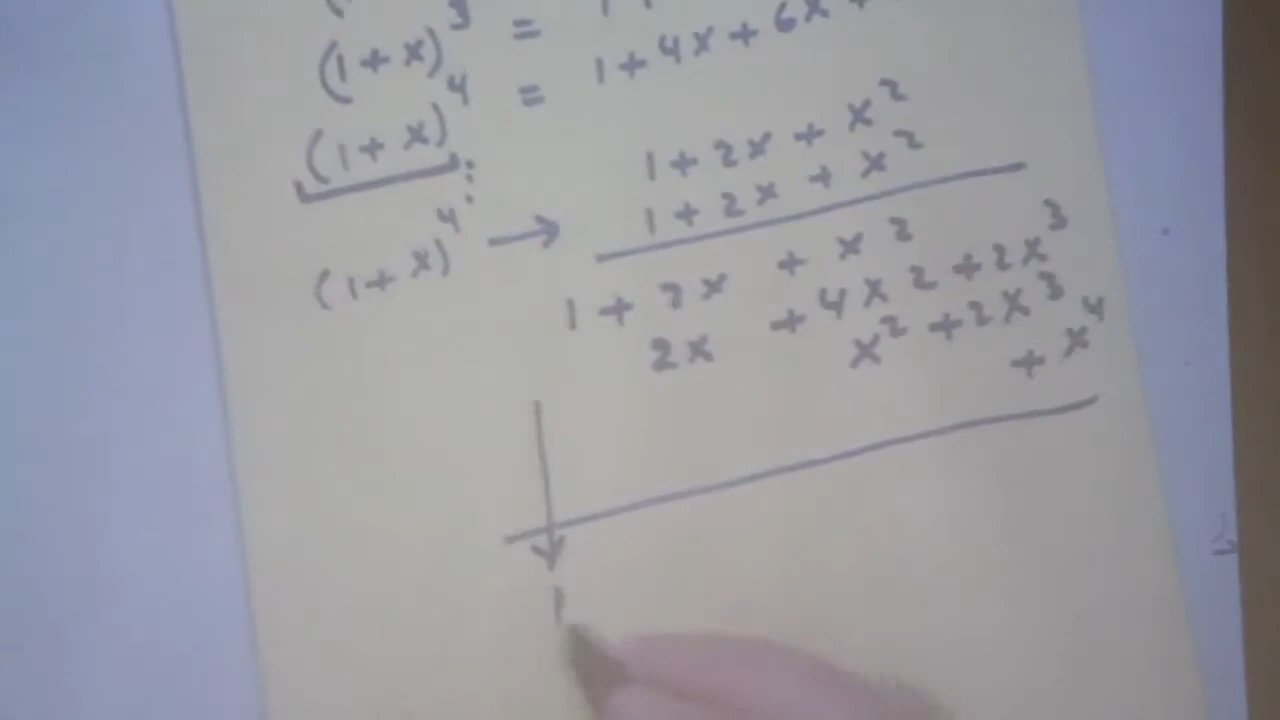 (1+x)³ =
(1+x)⁴ = 1+4x+6x
(1+x)
(1+x)⁴ → 1+2x+x²
1+2x+x²
1+2x+x²
2x+4x²+2x³
x²+2x³+x⁴
1